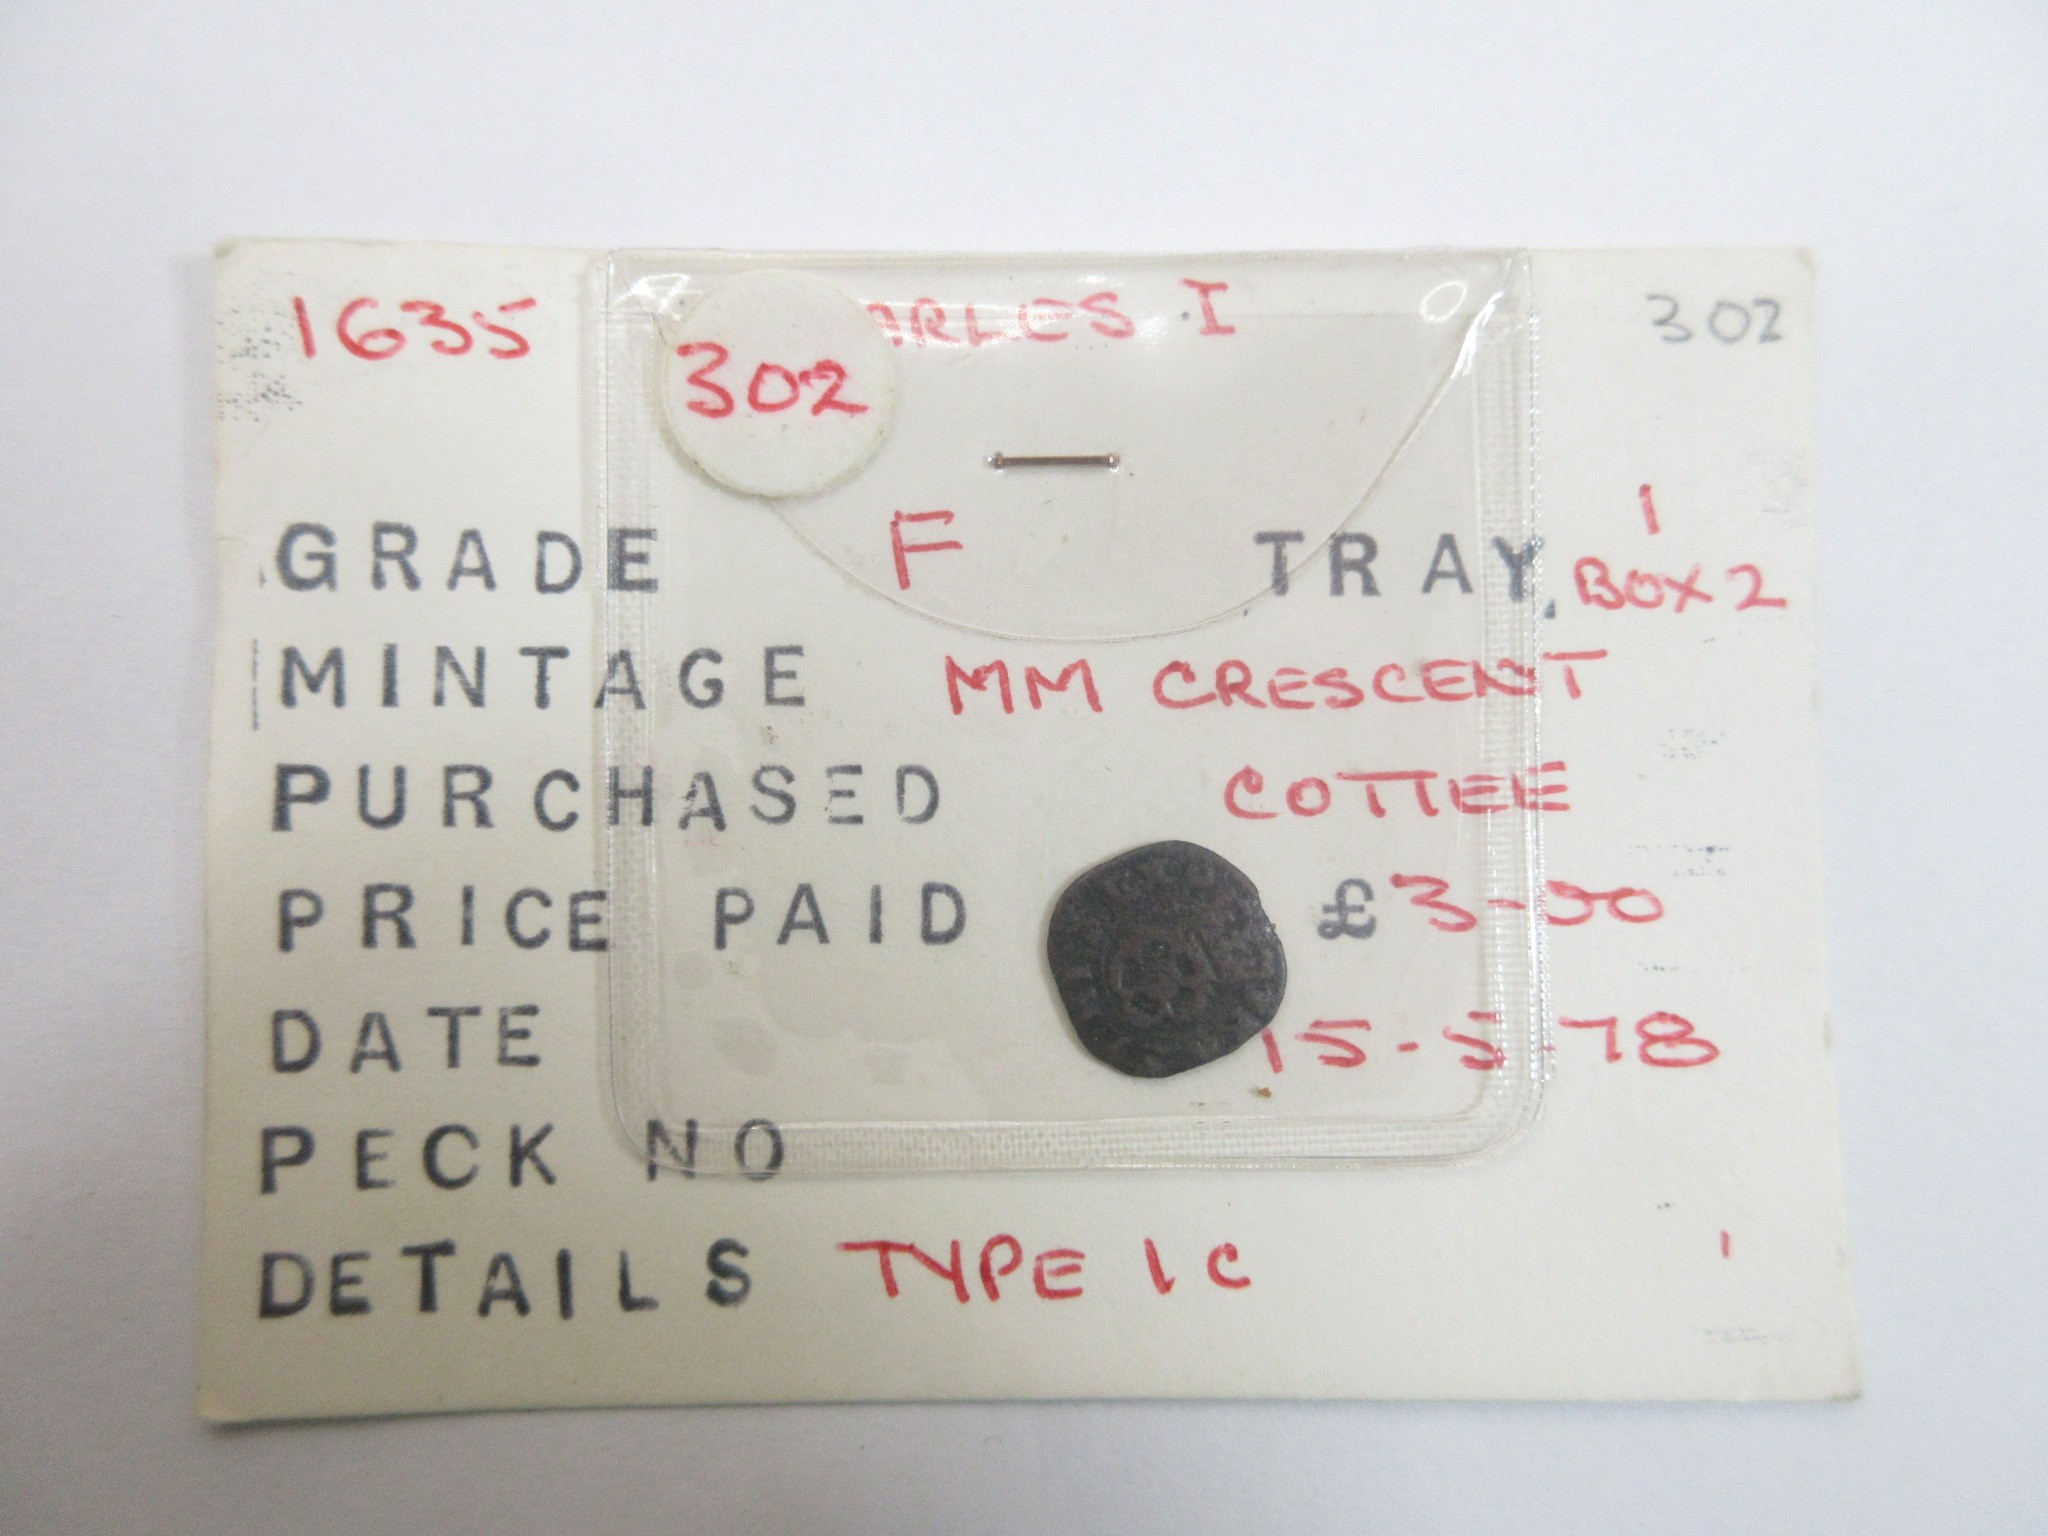 1635 ARLES I 302
302
GRADE F TRAY 1
BOX 2
MINTAGE MM CRESCENT
PURCHASED COTTEE
PRICE PAID £3-00
DATE 15-5-78
PECK NO
DETAILS TYPE 1C